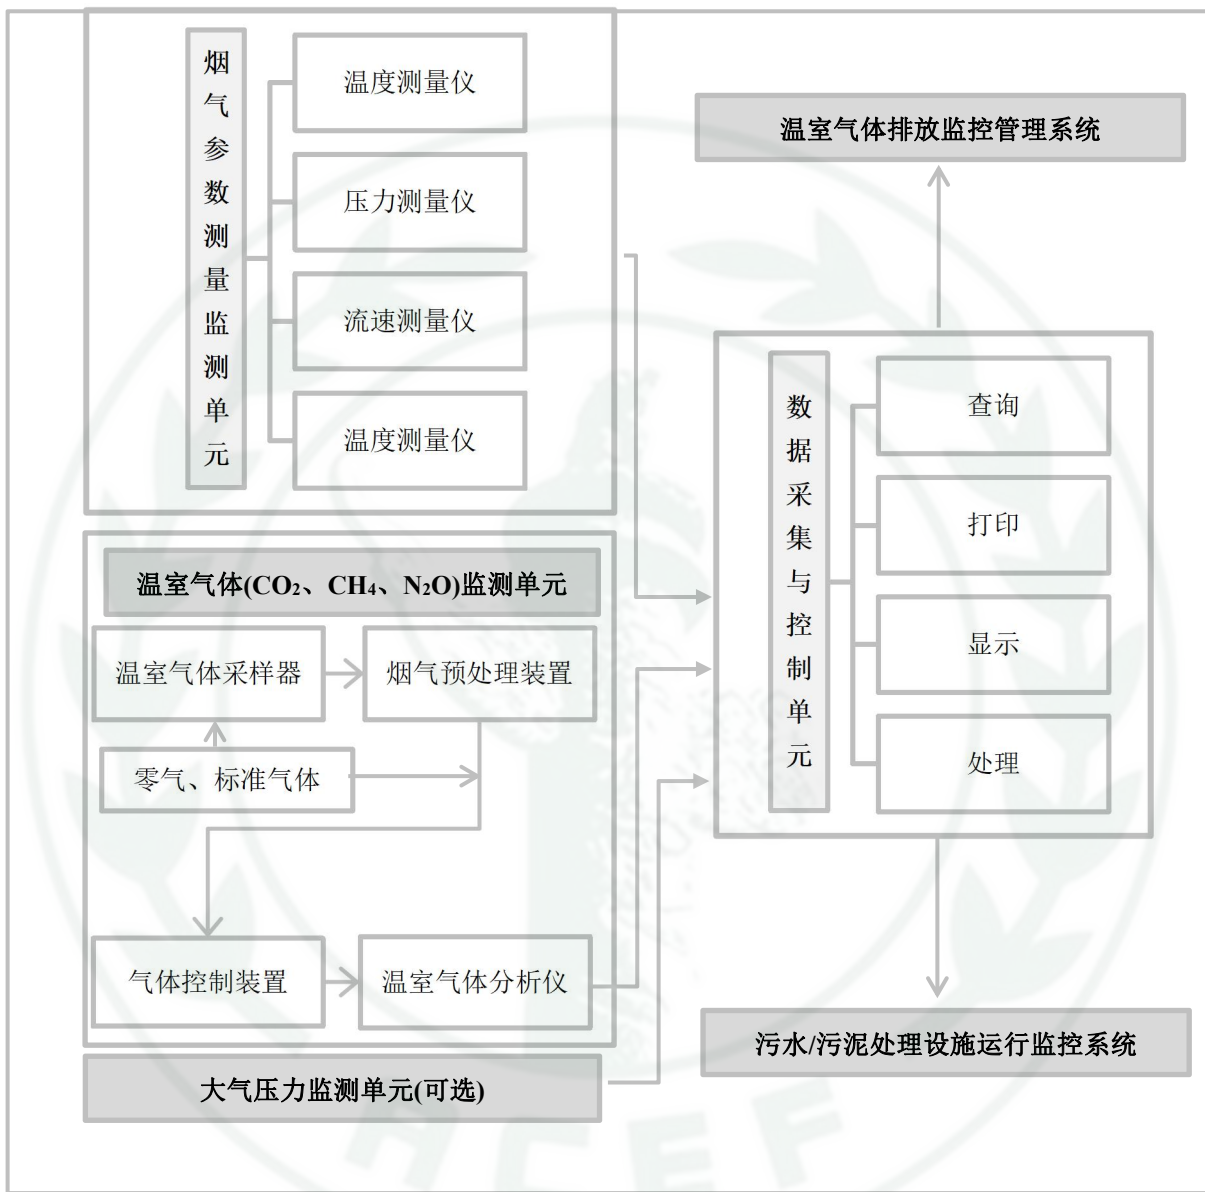 烟气参数测量监测单元
温度测量仪
压力测量仪
流速测量仪
温度测量仪
温室气体(CO₂、CH₄、N₂O)监测单元
温室气体采样器
烟气预处理装置
零气、标准气体
气体控制装置
温室气体分析仪
大气压力监测单元(可选)
温室气体排放监控管理系统
数据采集与控制单元
查询
打印
显示
处理
污水/污泥处理设施运行监控系统
ACEF